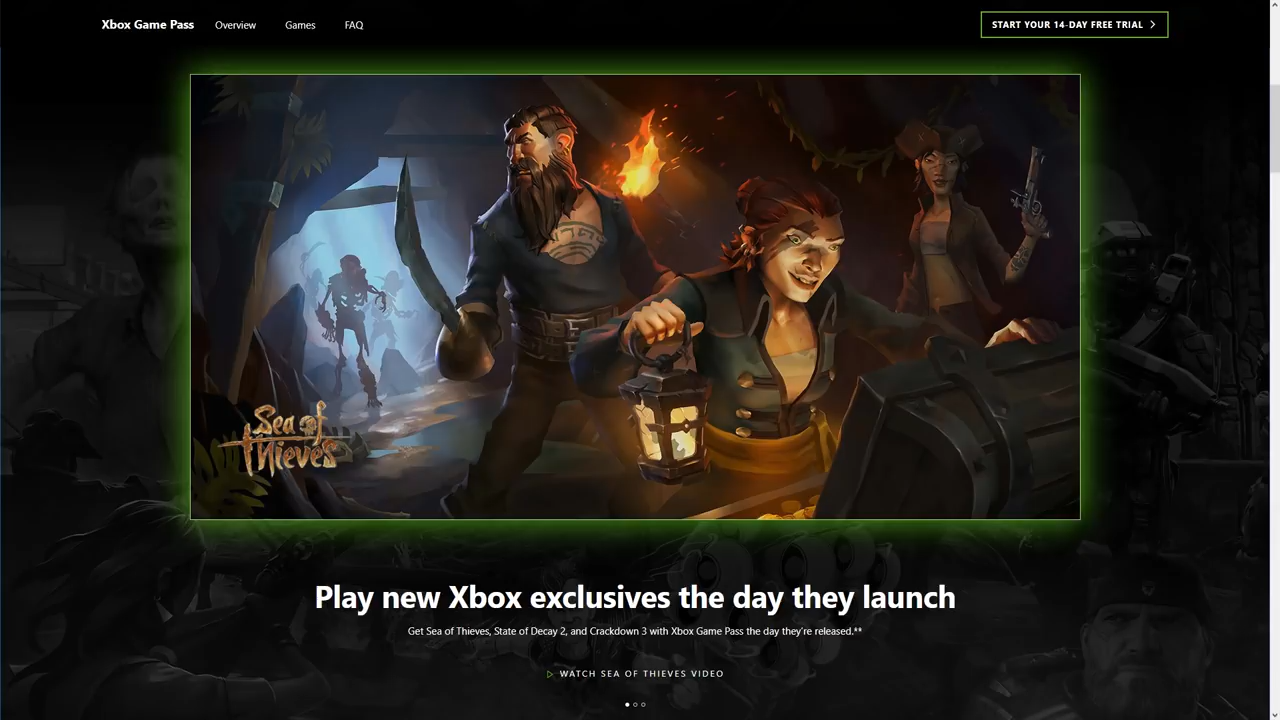 Xbox Game Pass Overview Games FAQ START YOUR 14-DAY FREE TRIAL
Sea of
Thieves
Play new Xbox exclusives the day they launch
Get Sea of Thieves, State of Decay 2, and Crackdown 3 with Xbox Game Pass the day they're released.**
WATCH SEA OF THIEVES VIDEO